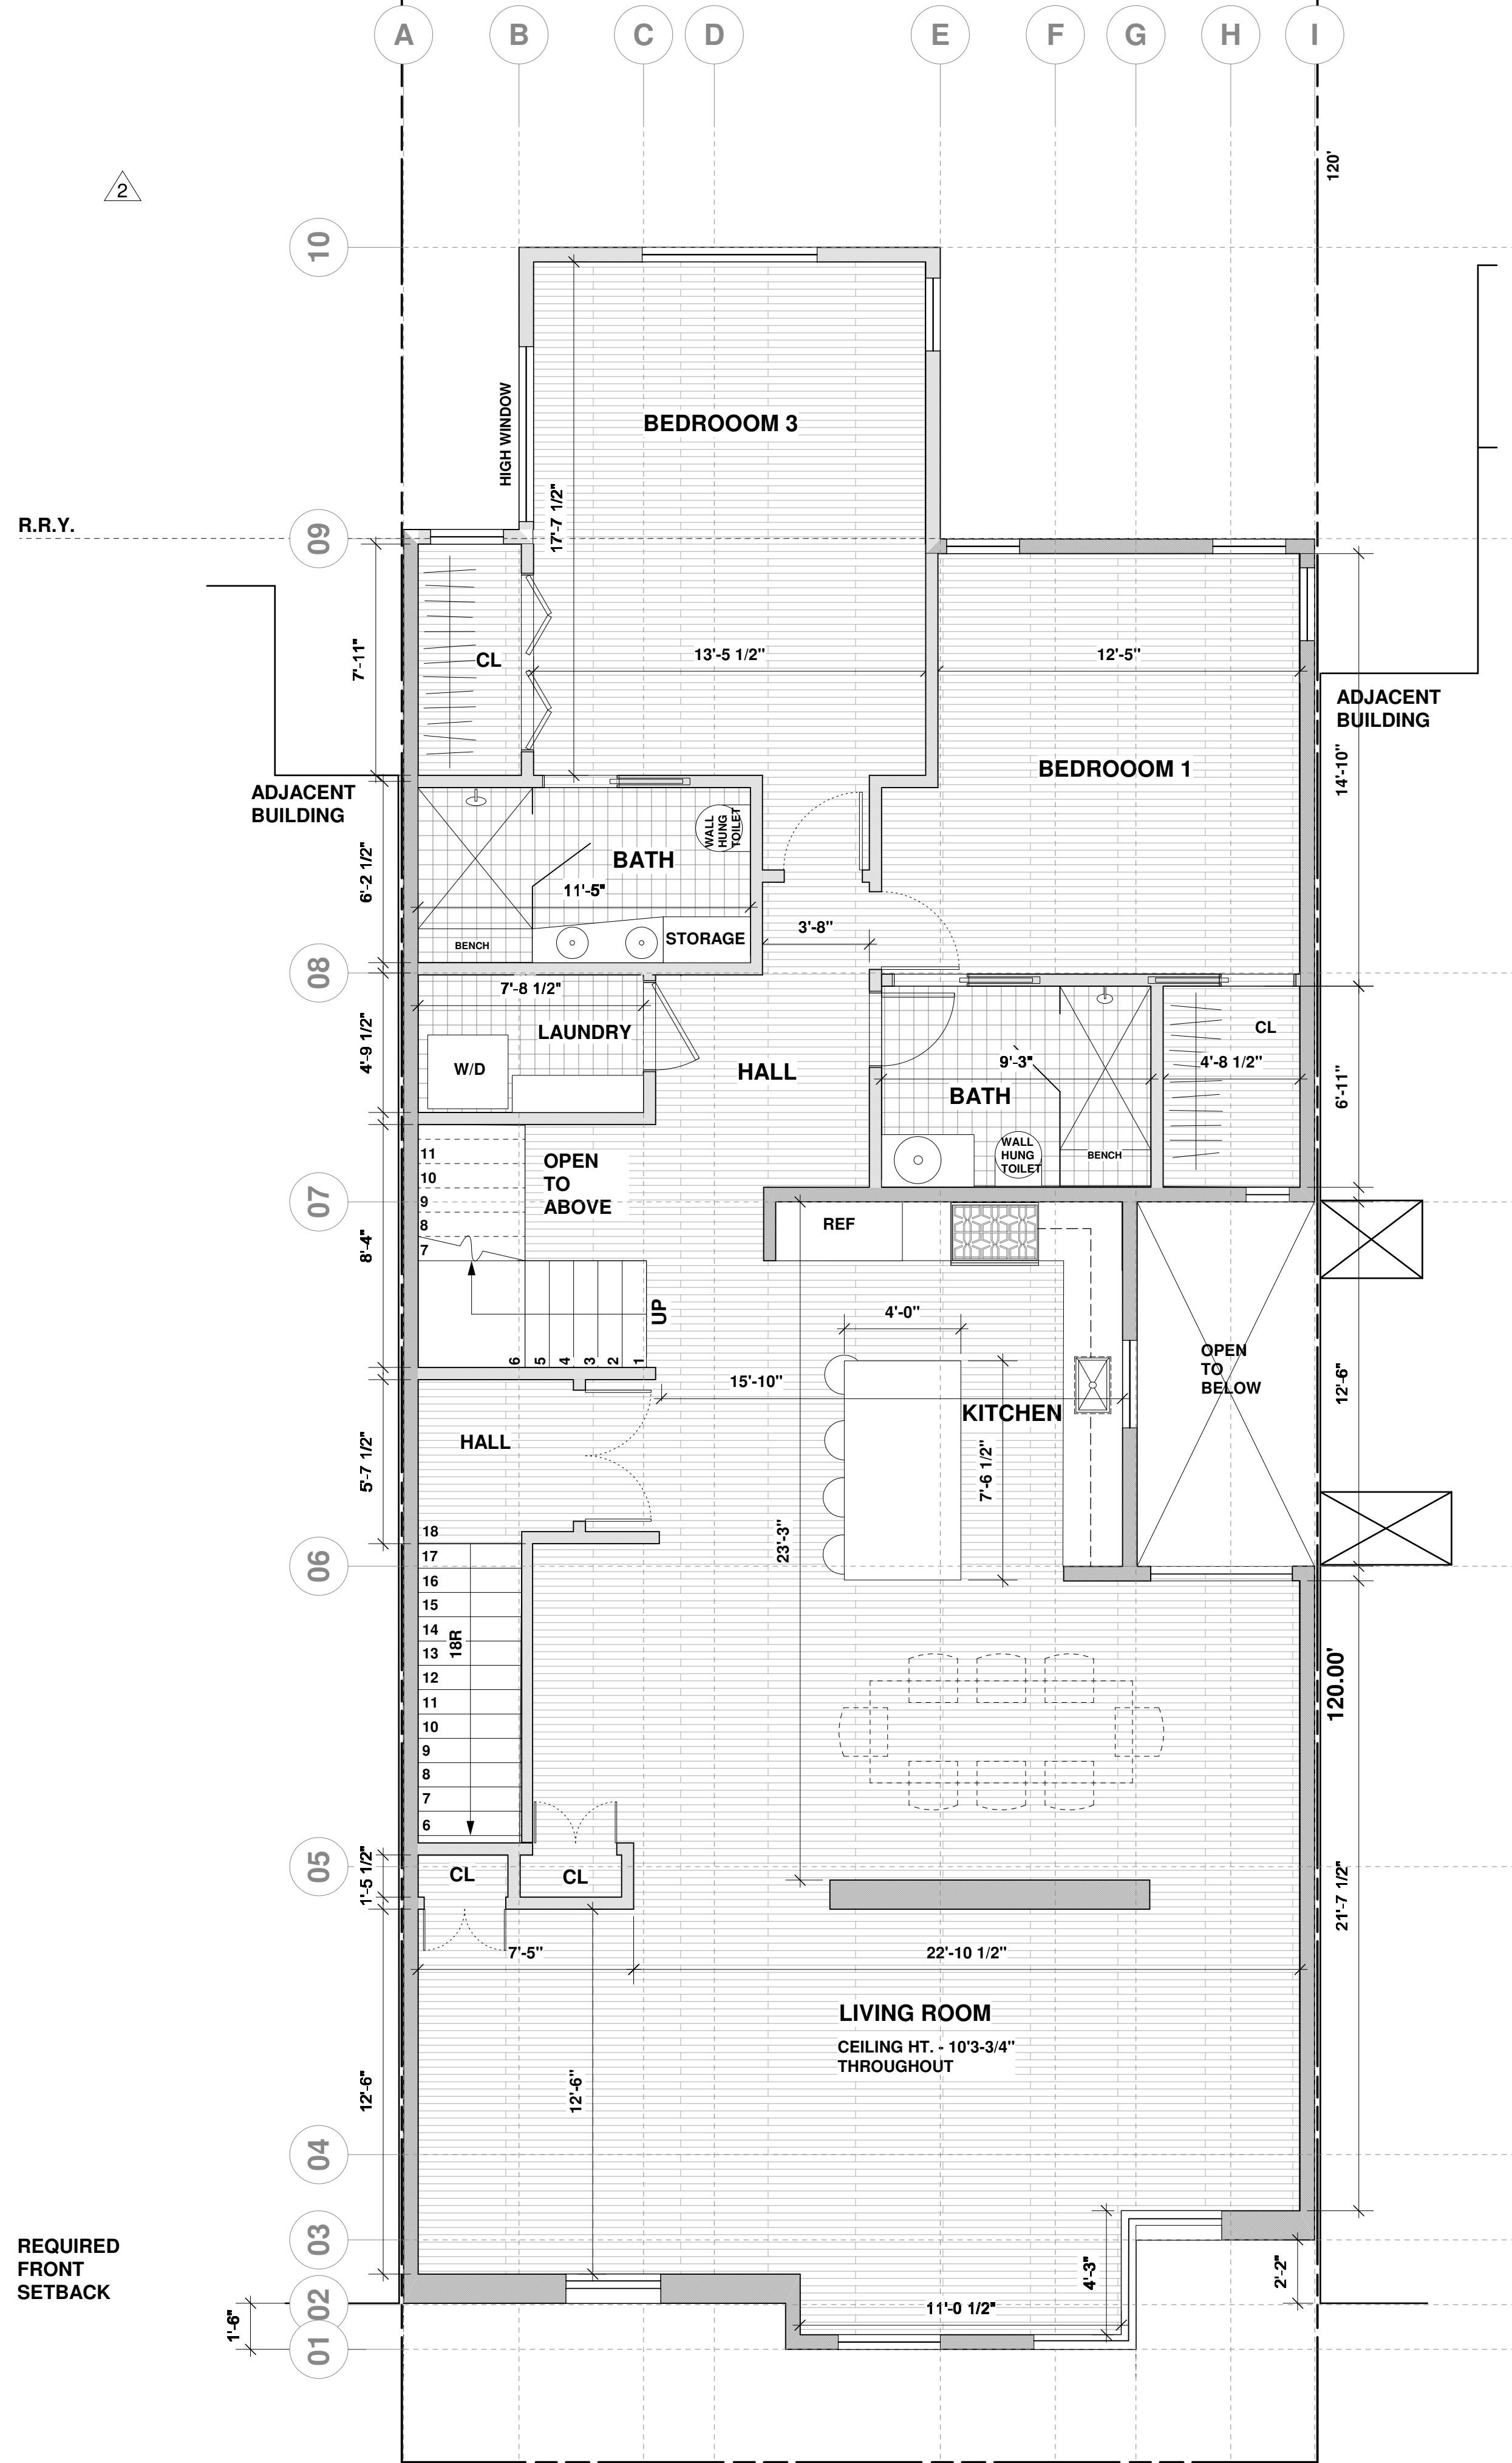 A B C D E F G H I
120'
2
10
HIGH WINDOW
BEDROOOM 3
17'-7 1/2"
R.R.Y.
09
7'-11"
CL
13'-5 1/2"
12'-5"
ADJACENT
BUILDING
BEDROOOM 1
14'-10"
ADJACENT
BUILDING
WALL
HUNG
TOILET
6'-2 1/2"
BATH
11'-5"
3'-8"
BENCH
STORAGE
08
7'-8 1/2"
LAUNDRY
4'-9 1/2"
W/D
HALL
CL
9'-3"
4'-8 1/2"
BATH
6'-11"
WALL
HUNG
TOILET
BENCH
11
10
9
8
7
OPEN
TO
ABOVE
07
8'-4"
REF
UP
4'-0"
6 5 4 3 2 1
OPEN
TO
BELOW
15'-10"
KITCHEN
12'-6"
HALL
5'-7 1/2"
7'-6 1/2"
23'-3"
18
17
16
15
14
13
12
11
10
9
8
7
6
18R
06
120.00'
05
1'-5 1/2"
CL
CL
21'-7 1/2"
7'-5"
22'-10 1/2"
LIVING ROOM
CEILING HT. - 10'3-3/4"
THROUGHOUT
12'-6"
12'-6"
04
03
REQUIRED
FRONT
SETBACK
4'-3"
2'-2"
02
11'-0 1/2"
1'-6"
01